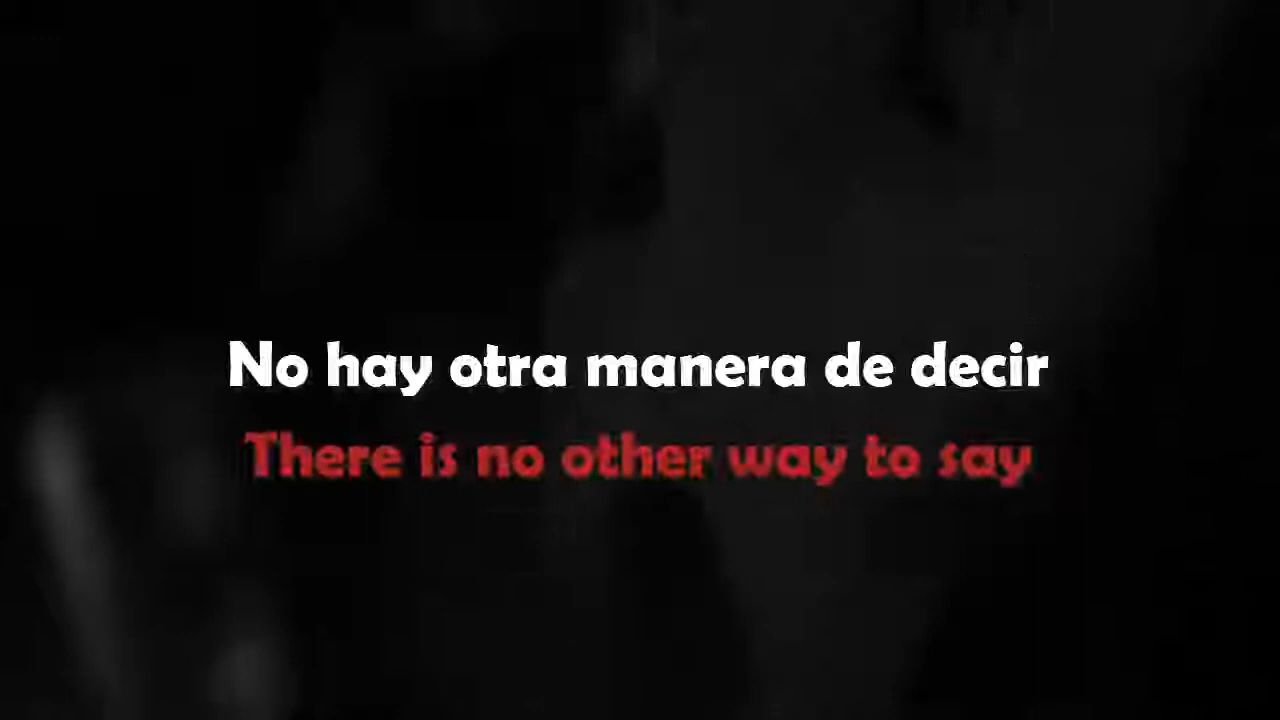 No hay otra manera de decir
There is no other way to say